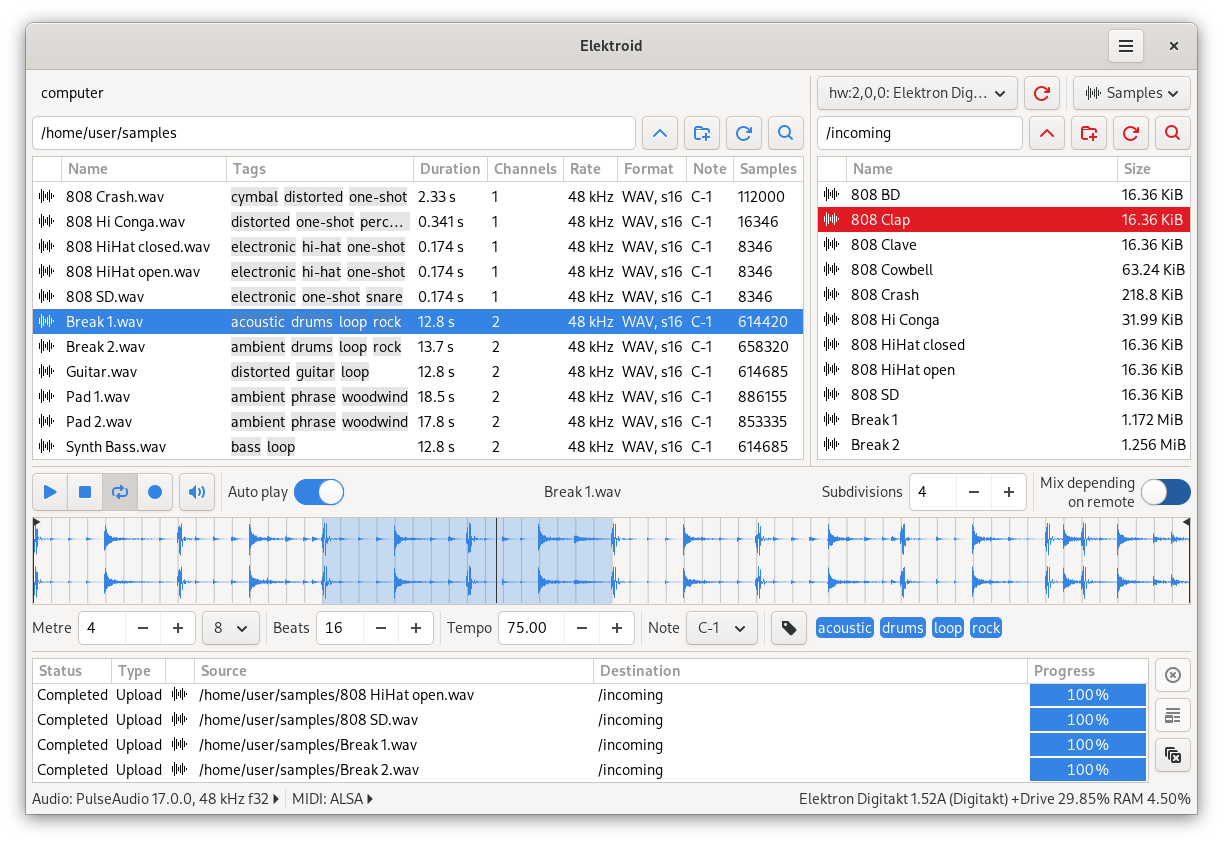 Elektroid
computer
hw:2,0,0: Elektron Dig…
Samples
/home/user/samples
/incoming
Name Tags Duration Channels Rate Format Note Samples
808 Crash.wav cymbal distorted one-shot 2.33 s 1 48 kHz WAV, s16 C-1 112000
808 Hi Conga.wav distorted one-shot perc… 0.341 s 1 48 kHz WAV, s16 C-1 16346
808 HiHat closed.wav electronic hi-hat one-shot 0.174 s 1 48 kHz WAV, s16 C-1 8346
808 HiHat open.wav electronic hi-hat one-shot 0.174 s 1 48 kHz WAV, s16 C-1 8346
808 SD.wav electronic one-shot snare 0.174 s 1 48 kHz WAV, s16 C-1 8346
Break 1.wav acoustic drums loop rock 12.8 s 2 48 kHz WAV, s16 C-1 614420
Break 2.wav ambient drums loop rock 13.7 s 2 48 kHz WAV, s16 C-1 658320
Guitar.wav distorted guitar loop 12.8 s 2 48 kHz WAV, s16 C-1 614685
Pad 1.wav ambient phrase woodwind 18.5 s 2 48 kHz WAV, s16 C-1 886155
Pad 2.wav ambient phrase woodwind 17.8 s 2 48 kHz WAV, s16 C-1 853335
Synth Bass.wav bass loop 12.8 s 2 48 kHz WAV, s16 C-1 614685
Name Size
808 BD 16.36 KiB
808 Clap 16.36 KiB
808 Clave 16.36 KiB
808 Cowbell 63.24 KiB
808 Crash 218.8 KiB
808 Hi Conga 31.99 KiB
808 HiHat closed 16.36 KiB
808 HiHat open 16.36 KiB
808 SD 16.36 KiB
Break 1 1.172 MiB
Break 2 1.256 MiB
Auto play
Break 1.wav
Subdivisions 4
Mix depending
on remote
Metre 4 8 Beats 16 Tempo 75.00 Note C-1 acoustic drums loop rock
Status Type Source Destination Progress
Completed Upload /home/user/samples/808 HiHat open.wav /incoming 100 %
Completed Upload /home/user/samples/808 SD.wav /incoming 100 %
Completed Upload /home/user/samples/Break 1.wav /incoming 100 %
Completed Upload /home/user/samples/Break 2.wav /incoming 100 %
Audio: PulseAudio 17.0.0, 48 kHz f32 MIDI: ALSA
Elektron Digitakt 1.52A (Digitakt) +Drive 29.85% RAM 4.50%